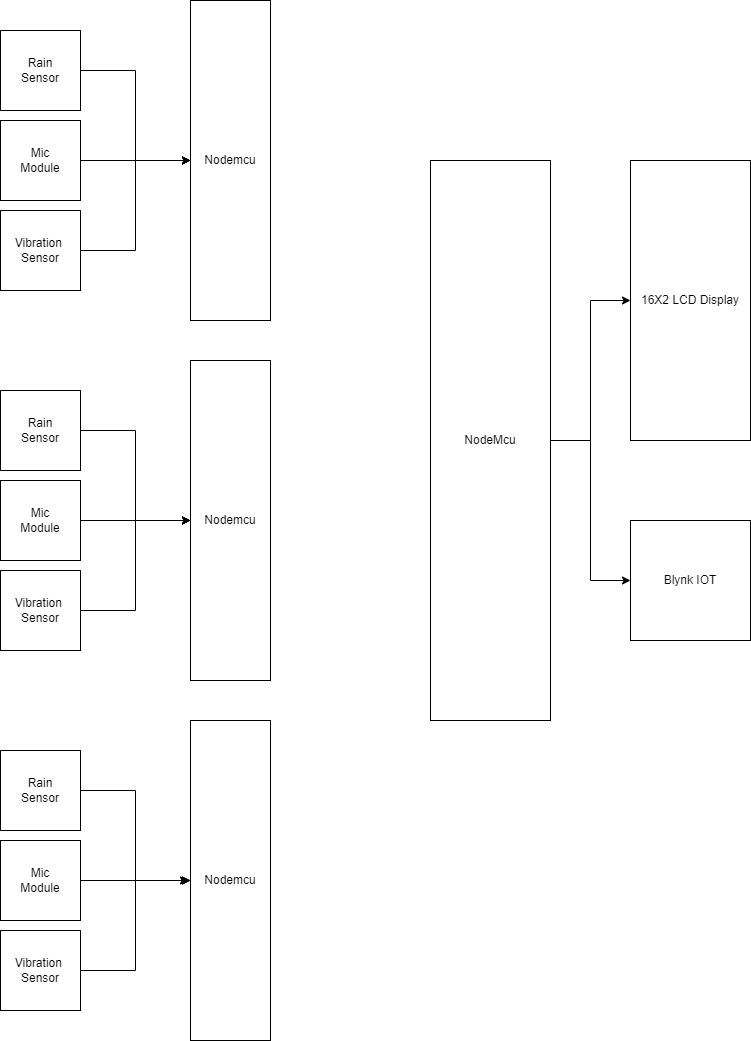 Rain
Sensor
Mic
Module
Vibration
Sensor
Nodemcu
Rain
Sensor
Mic
Module
Vibration
Sensor
Nodemcu
Rain
Sensor
Mic
Module
Vibration
Sensor
Nodemcu
NodeMcu
16X2 LCD Display
Blynk IOT